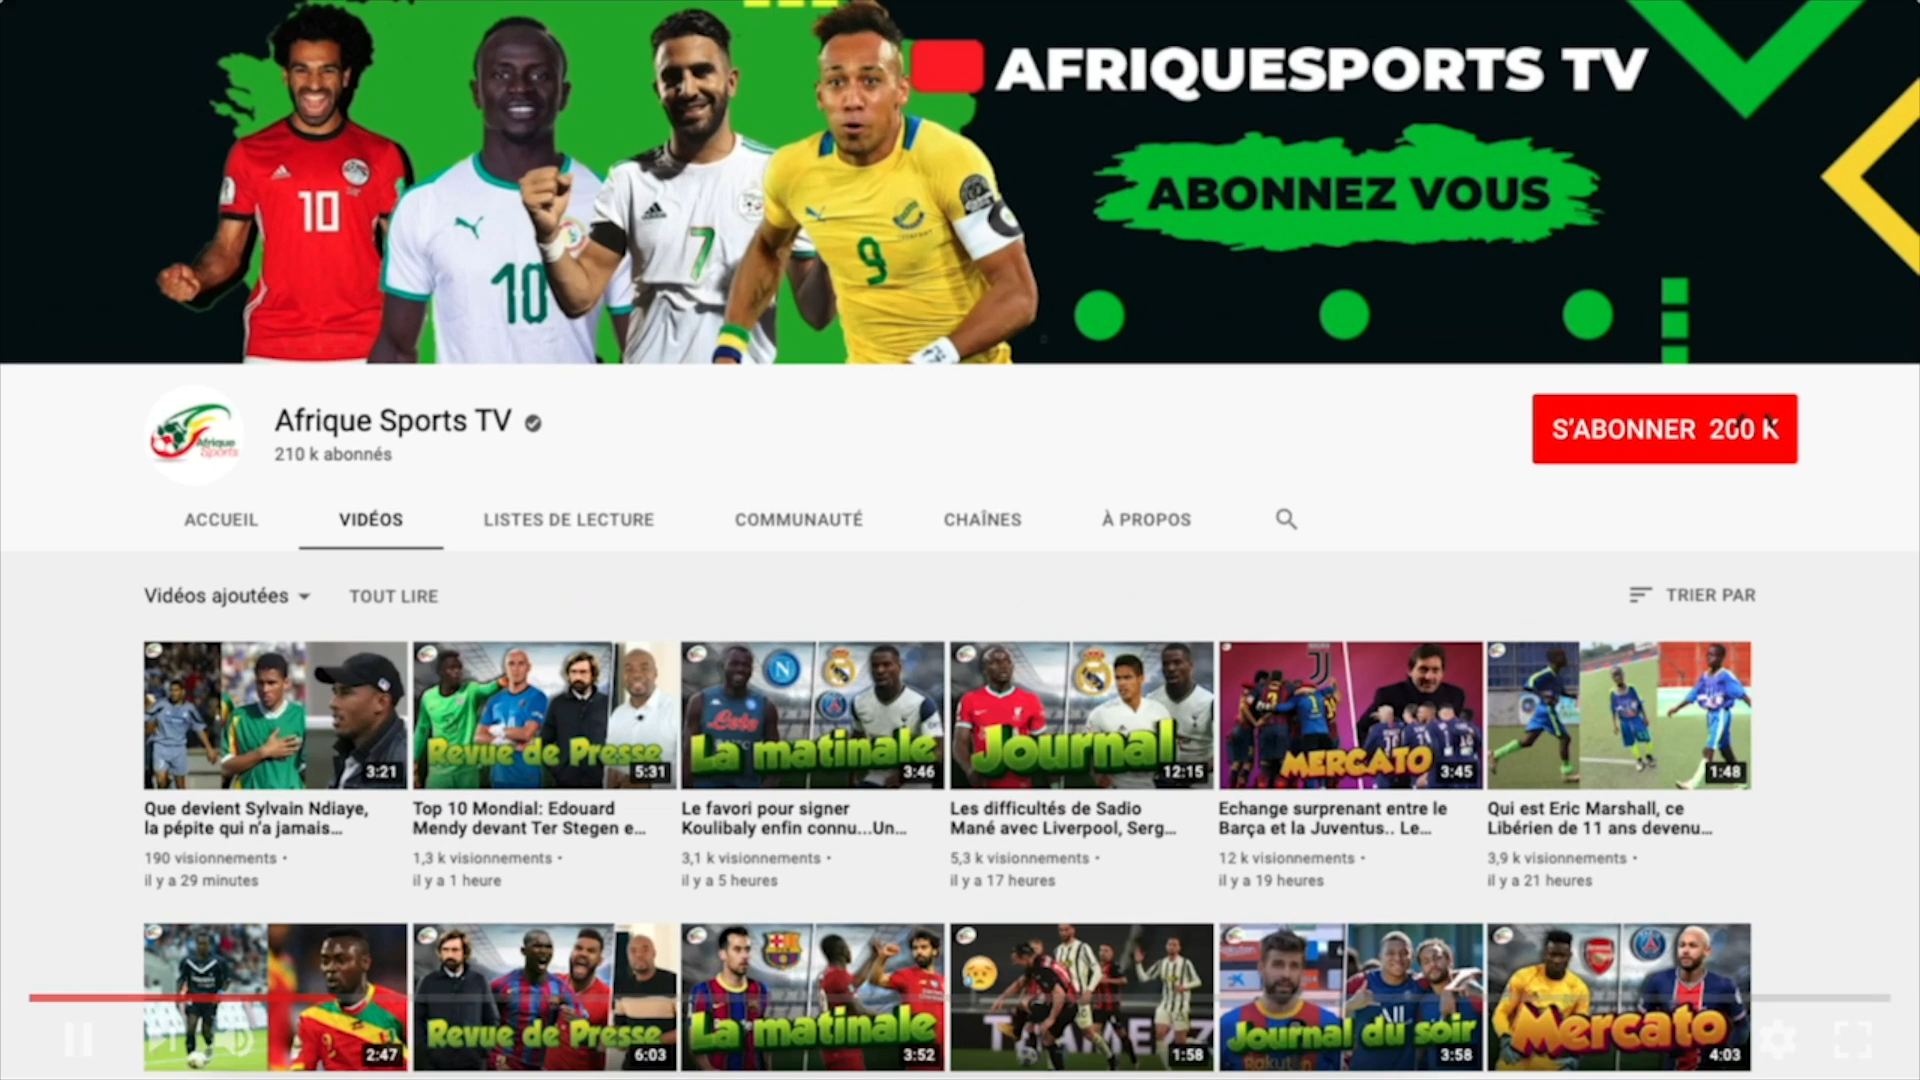 AFRIQUESPORTS TV
ABONNEZ VOUS
10
10
7
9
Afrique
Sports
Afrique Sports TV
210 k abonnés
S'ABONNER 200 K
ACCUEIL
VIDÉOS
LISTES DE LECTURE
COMMUNAUTÉ
CHAÎNES
À PROPOS
Vidéos ajoutées
TOUT LIRE
TRIER PAR
3:21
Revue de Presse
5:31
La matinale
3:46
Journal
12:15
MERCATO
3:45
1:48
Que devient Sylvain Ndiaye,
la pépite qui n'a jamais...
190 visionnements •
il y a 29 minutes
Top 10 Mondial: Edouard
Mendy devant Ter Stegen e...
1,3 k visionnements •
il y a 1 heure
Le favori pour signer
Koulibaly enfin connu...Un...
3,1 k visionnements •
il y a 5 heures
Les difficultés de Sadio
Mané avec Liverpool, Serg...
5,3 k visionnements •
il y a 17 heures
Echange surprenant entre le
Barça et la Juventus.. Le...
12 k visionnements •
il y a 19 heures
Qui est Eric Marshall, ce
Libérien de 11 ans devenu...
3,9 k visionnements •
il y a 21 heures
2:47
Revue de Presse
6:03
La matinale
3:52
1:58
Journal du soir
3:58
Mercato
4:03